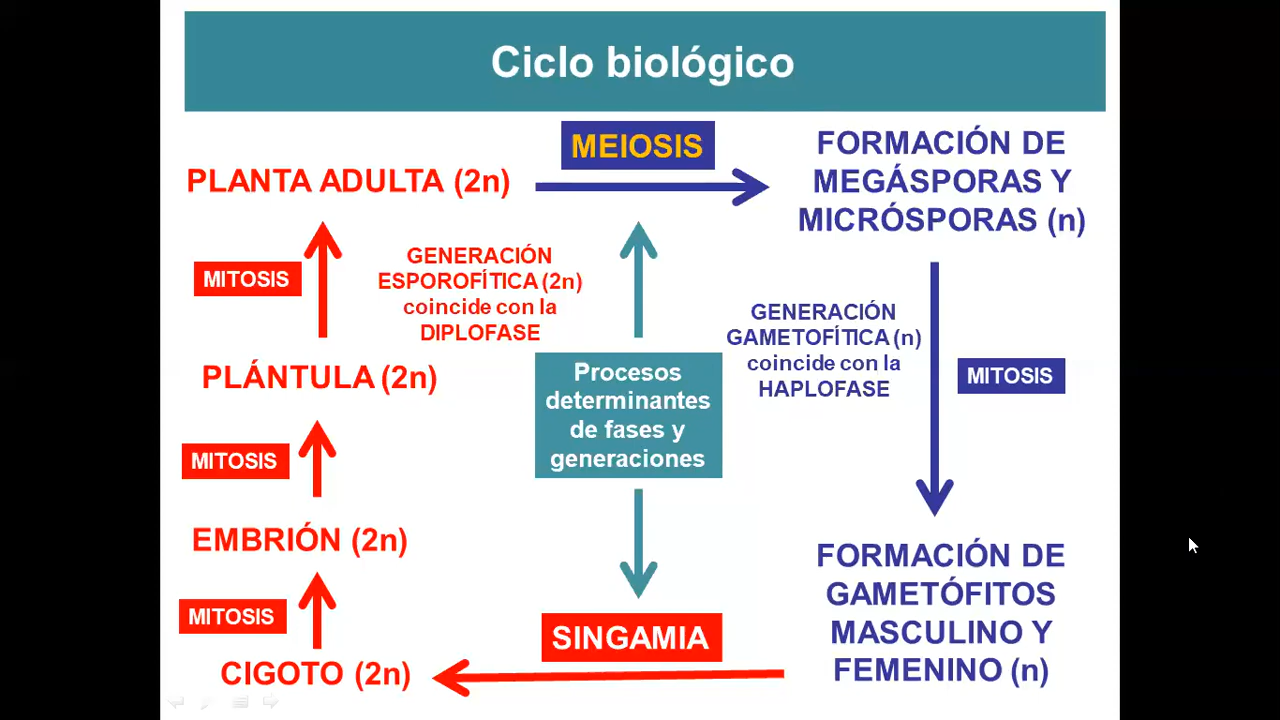 Ciclo biológico
MEIOSIS
PLANTA ADULTA (2n)
FORMACIÓN DE
MEGÁSPORAS Y
MICRÓSPORAS (n)
MITOSIS
GENERACIÓN
ESPOROFÍTICA (2n)
coincide con la
DIPLOFASE
GENERACIÓN
GAMETOFÍTICA (n)
coincide con la
HAPLOFASE
MITOSIS
PLÁNTULA (2n)
Procesos
determinantes
de fases y
generaciones
MITOSIS
EMBRIÓN (2n)
MITOSIS
CIGOTO (2n)
SINGAMIA
FORMACIÓN DE
GAMETÓFITOS
MASCULINO Y
FEMENINO (n)